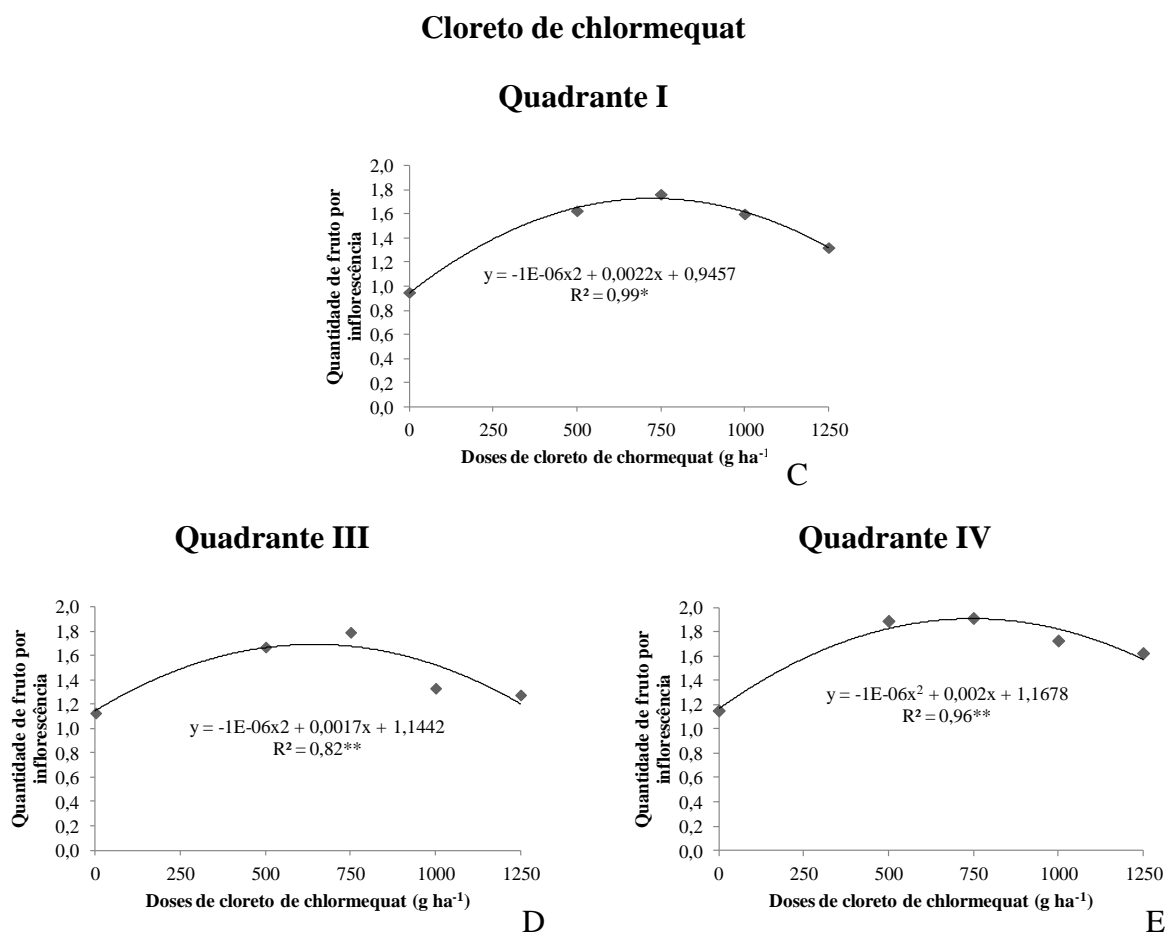 Cloreto de chlormequat
Quadrante I
Quantidade de fruto por
inflorescência
2,0
1,8
1,6
1,4
1,2
1,0
0,8
0,6
0,4
0,2
0,0
y = -1E-06x2 + 0,0022x + 0,9457
R² = 0,99*
0 250 500 750 1000 1250
Doses de cloreto de chormequat (g ha⁻¹
C
Quadrante III
Quantidade de fruto por
inflorescência
2,0
1,8
1,6
1,4
1,2
1,0
0,8
0,6
0,4
0,2
0,0
y = -1E-06x2 + 0,0017x + 1,1442
R² = 0,82**
0 250 500 750 1000 1250
Doses de cloreto de chlormequat (g ha⁻¹)
D
Quadrante IV
Quantidade de fruto por
inflorescência
2,0
1,8
1,6
1,4
1,2
1,0
0,8
0,6
0,4
0,2
0,0
y = -1E-06x² + 0,002x + 1,1678
R² = 0,96**
0 250 500 750 1000 1250
Doses de cloreto de chlormequat (g ha⁻¹)
E